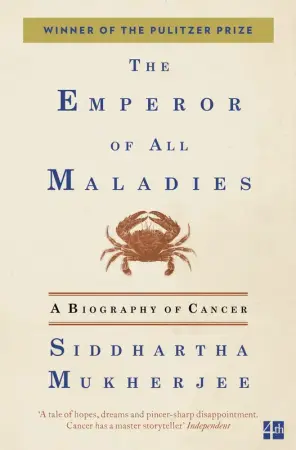 WINNER OF THE PULITZER PRIZE
THE
EMPEROR
OF ALL
MALADIES
A BIOGRAPHY OF CANCER
SIDDHARTHA
MUKHERJEE
‘A tale of hopes, dreams and pincer-sharp disappointment.
Cancer has a master storyteller’ Independent
4th